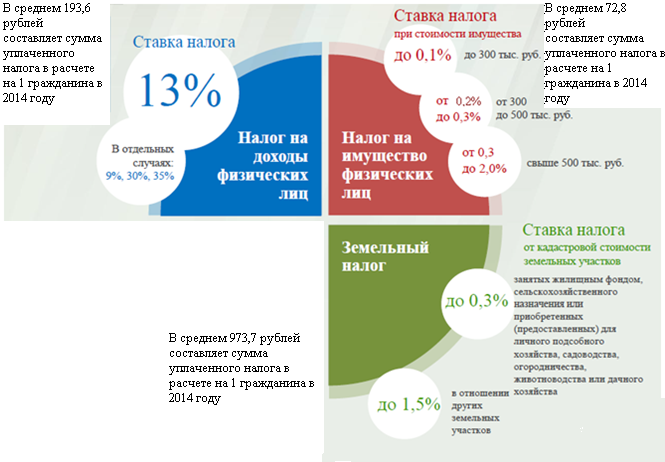 В среднем 193,6
рублей
составляет сумма
уплаченного
налога в расчете
на 1 гражданина в
2014 году
Ставка налога
13%
В отдельных
случаях:
9%, 30%, 35%
Налог на
доходы
физических
лиц
Ставка налога
при стоимости имущества
до 0,1%
до 300 тыс. руб.
от 0,2%
до 0,3%
от 300
до 500 тыс. руб.
от 0,3
до 2,0%
свыше 500 тыс. руб.
Налог на
имущество
физических
лиц
В среднем 72,8
рублей
составляет сумма
уплаченного налога в
расчете на 1
гражданина в 2014
году
Земельный
налог
Ставка налога
от кадастровой стоимости
земельных участков
до 0,3%
занятых жилищным фондом,
сельскохозяйственного
назначения или
приобретенных
(предоставленных) для
личного подсобного
хозяйства, садоводства,
огородничества,
животноводства или дачного
хозяйства
до 1,5%
в отношении
других
земельных
участков
В среднем 973,7 рублей
составляет сумма
уплаченного налога в
расчете на 1 гражданина в
2014 году